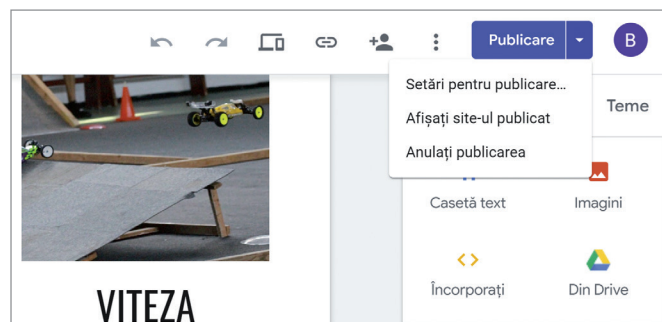 Publicare
B
Setări pentru publicare...
Afișați site-ul publicat
Anulați publicarea
Teme
Casetă text
Imagini
Încorporați
Din Drive
VITEZA